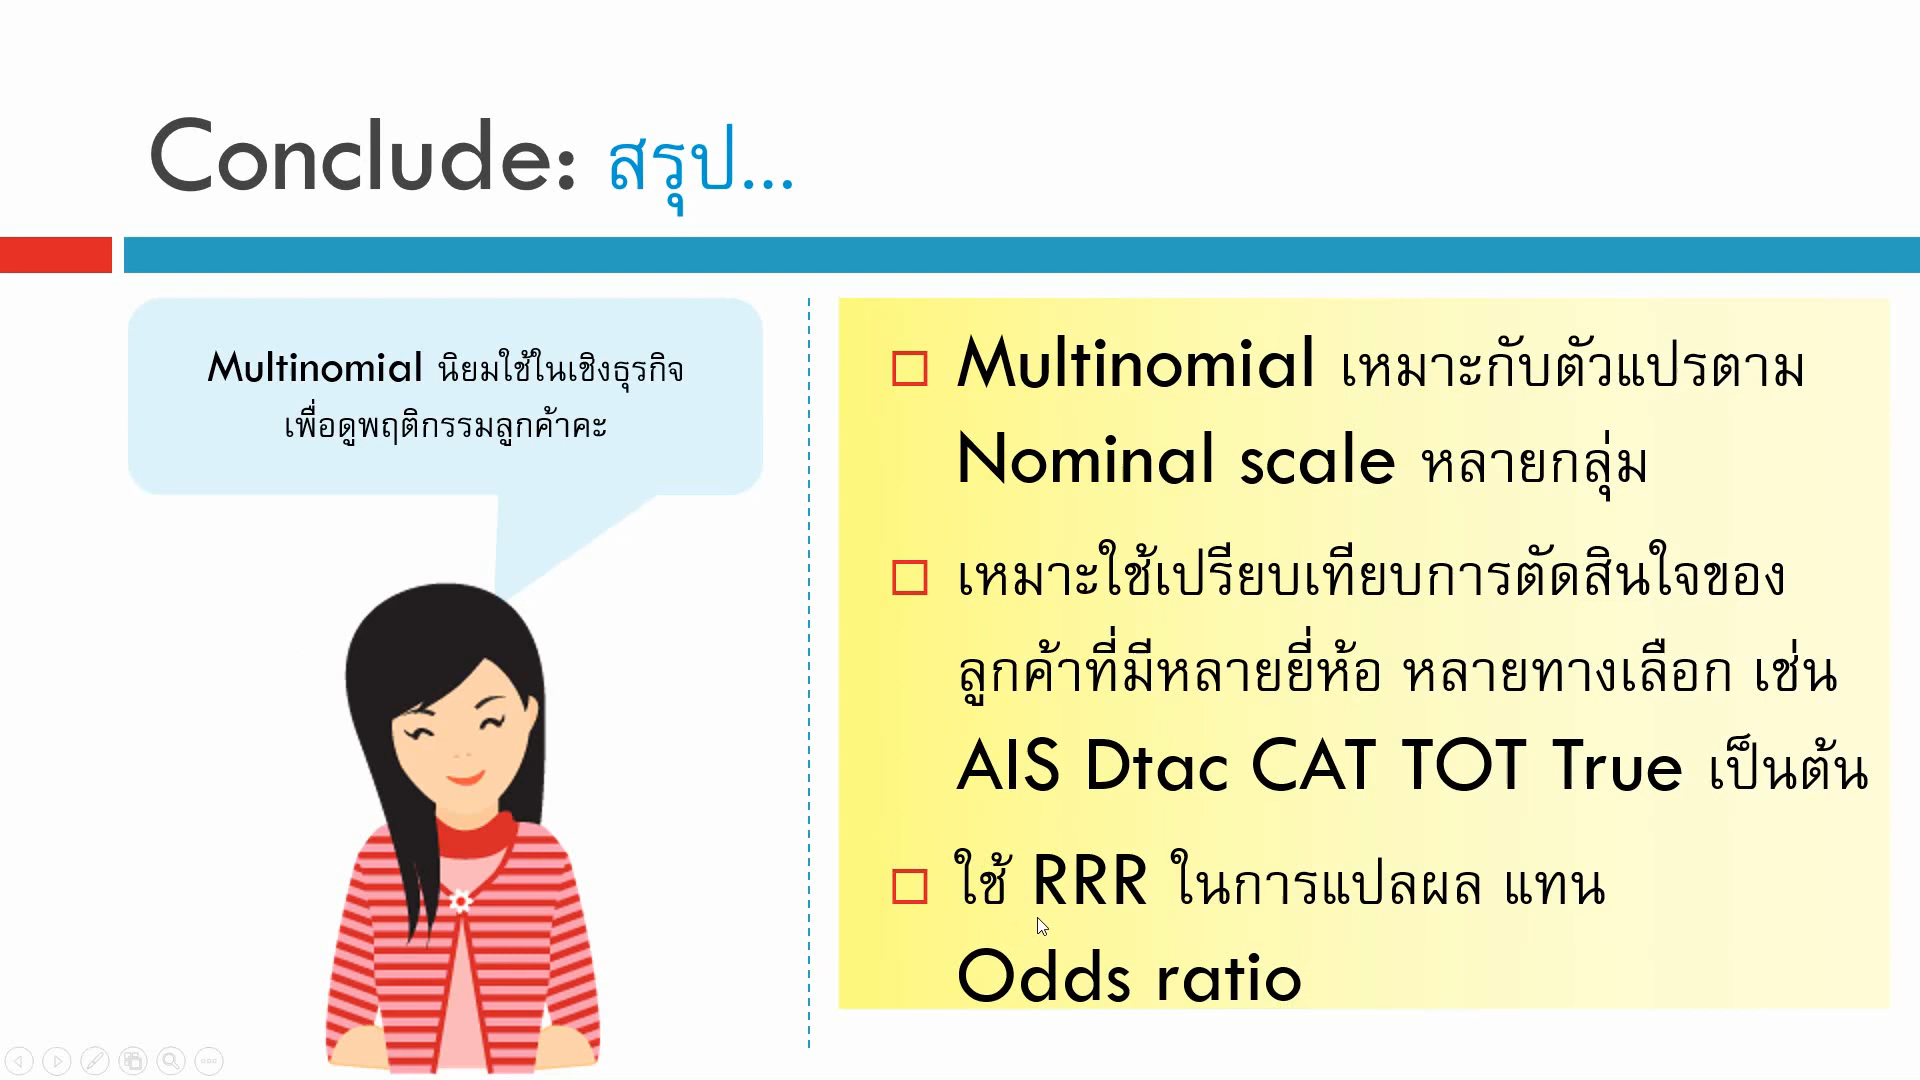 Conclude: สรุป...
Multinomial นิยมใช้ในเชิงธุรกิจ
เพื่อดูพฤติกรรมลูกค้าคะ
Multinomial เหมาะกับตัวแปรตาม
Nominal scale หลายกลุ่ม
เหมาะใช้เปรียบเทียบการตัดสินใจของ
ลูกค้าที่มีหลายยี่ห้อ หลายทางเลือก เช่น
AIS Dtac CAT TOT True เป็นต้น
ใช้ RRR ในการแปลผล แทน
Odds ratio